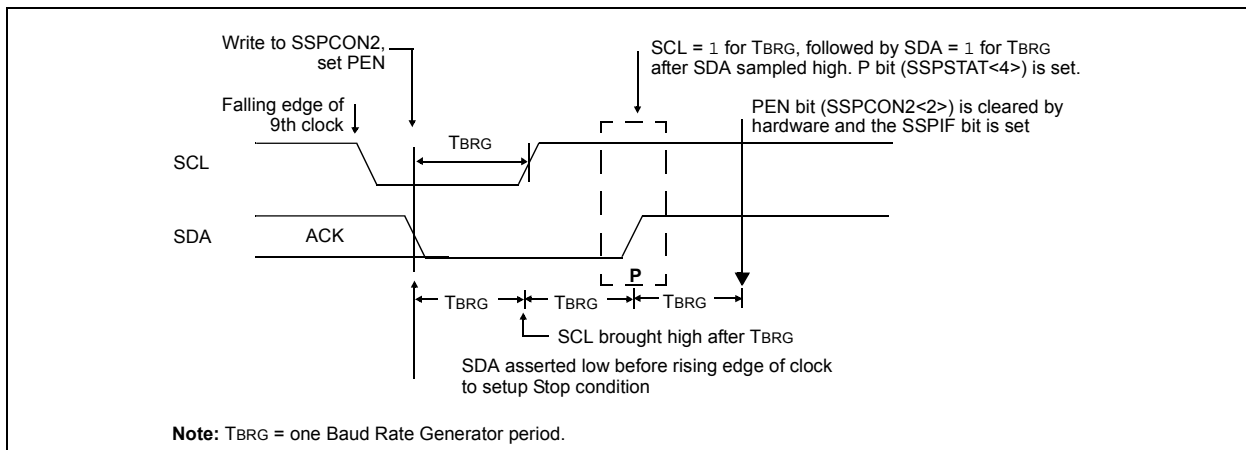 Write to SSPCON2,
set PEN
SCL = 1 for TBRG, followed by SDA = 1 for TBRG
after SDA sampled high. P bit (SSPSTAT<4>) is set.
Falling edge of
9th clock
PEN bit (SSPCON2<2>) is cleared by
hardware and the SSPIF bit is set
TBRG
SCL
SDA
ACK
P
TBRG
TBRG
TBRG
SCL brought high after TBRG
SDA asserted low before rising edge of clock
to setup Stop condition
Note: TBRG = one Baud Rate Generator period.